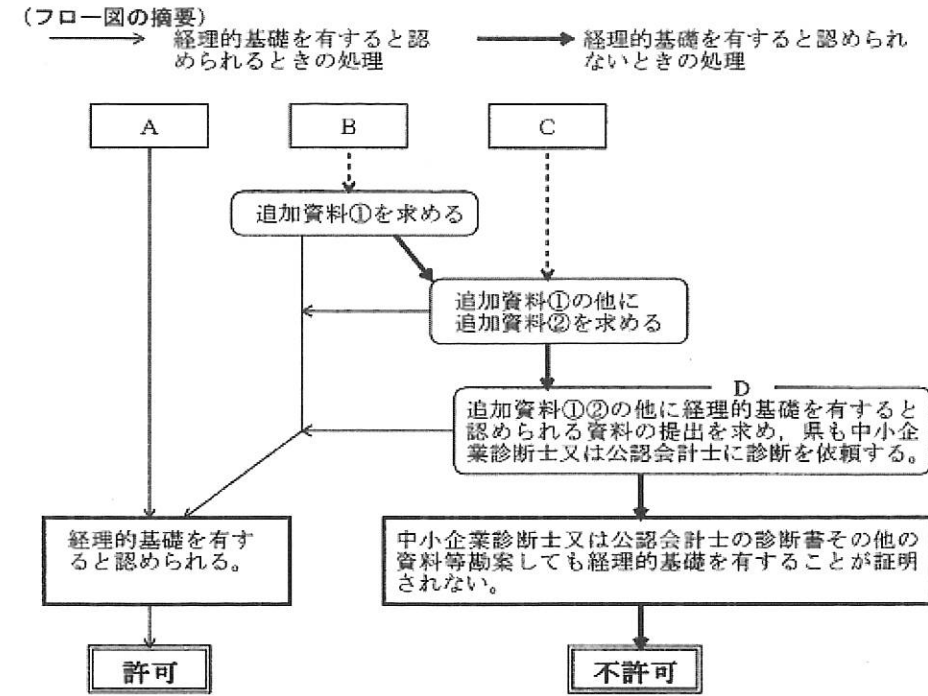 (フロー図の摘要)
経理的基礎を有すると認
められるときの処理
経理的基礎を有すると認められ
ないときの処理
A
B
C
追加資料①を求める
追加資料①の他に
追加資料②を求める
D
追加資料①②の他に経理的基礎を有すると
認められる資料の提出を求め，県も中小企
業診断士又は公認会計士に診断を依頼する。
経理的基礎を有す
ると認められる。
中小企業診断士又は公認会計士の診断書その他の
資料等勘案しても経理的基礎を有することが証明
されない。
許可
不許可